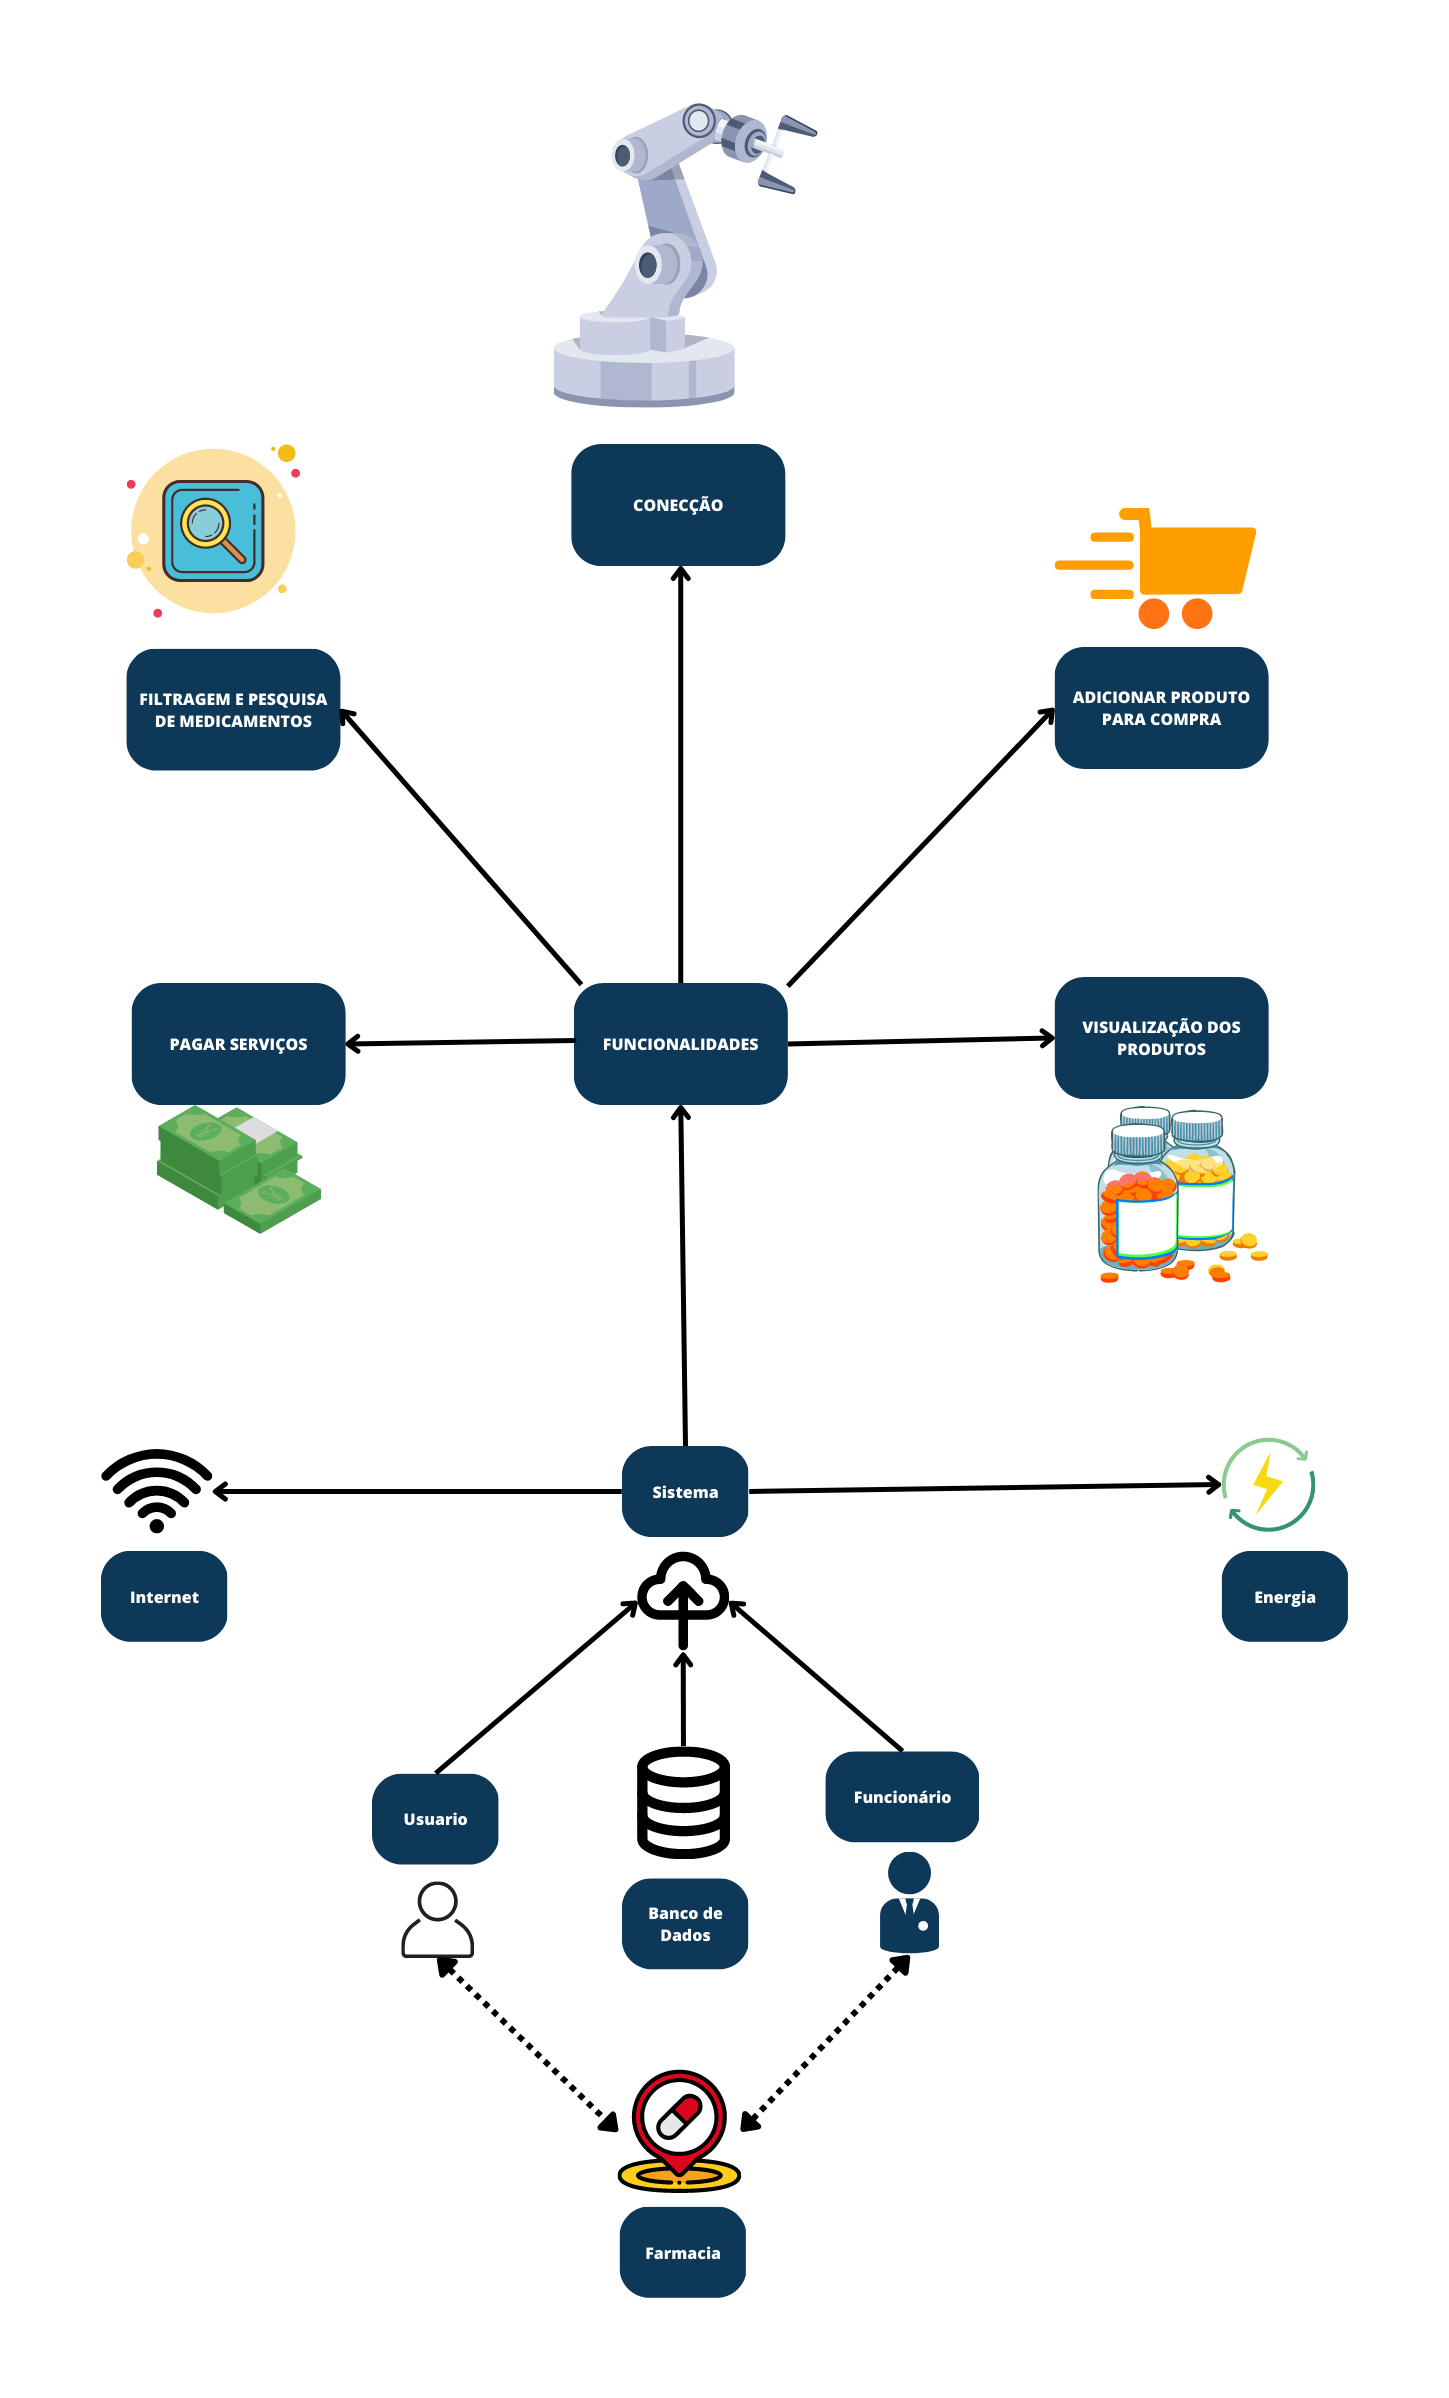 CONECÇÃO
FILTRAGEM E PESQUISA
DE MEDICAMENTOS
ADICIONAR PRODUTO
PARA COMPRA
PAGAR SERVIÇOS
FUNCIONALIDADES
VISUALIZAÇÃO DOS
PRODUTOS
Sistema
Internet
Energia
Usuario
Funcionário
Banco de
Dados
Farmacia